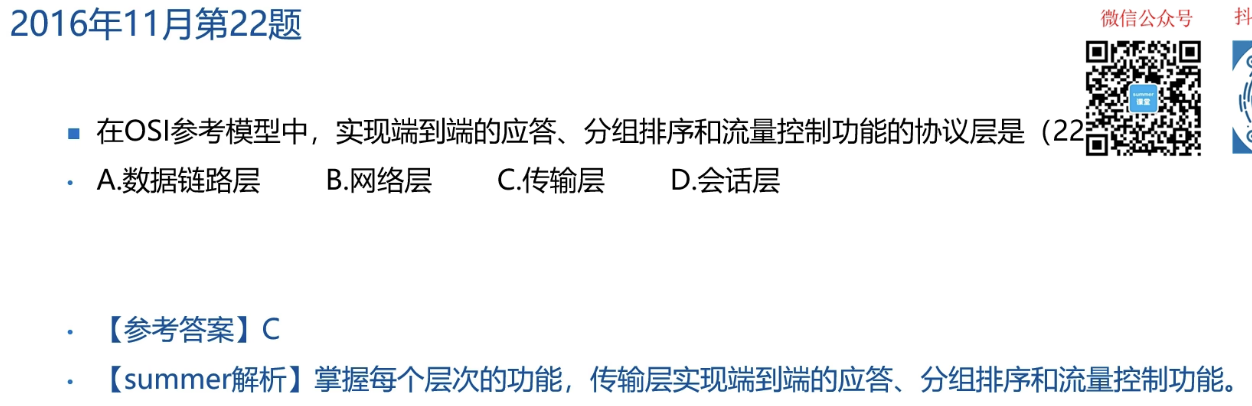 2016年11月第22题
微信公众号
抖
在OSI参考模型中，实现端到端的应答、分组排序和流量控制功能的协议层是（22
A.数据链路层 B.网络层 C.传输层 D.会话层
【参考答案】C
【summer解析】掌握每个层次的功能，传输层实现端到端的应答、分组排序和流量控制功能。
summer
课堂